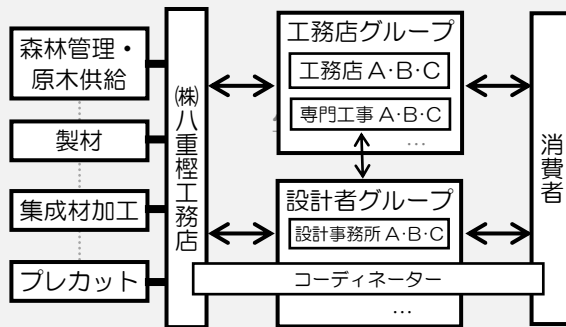 森林管理・
原木供給
製材
集成材加工
プレカット
㈱八重樫工務店
工務店グループ
工務店 A・B・C
専門工事 A・B・C
…
設計者グループ
設計事務所 A・B・C
コーディネーター
…
消費者